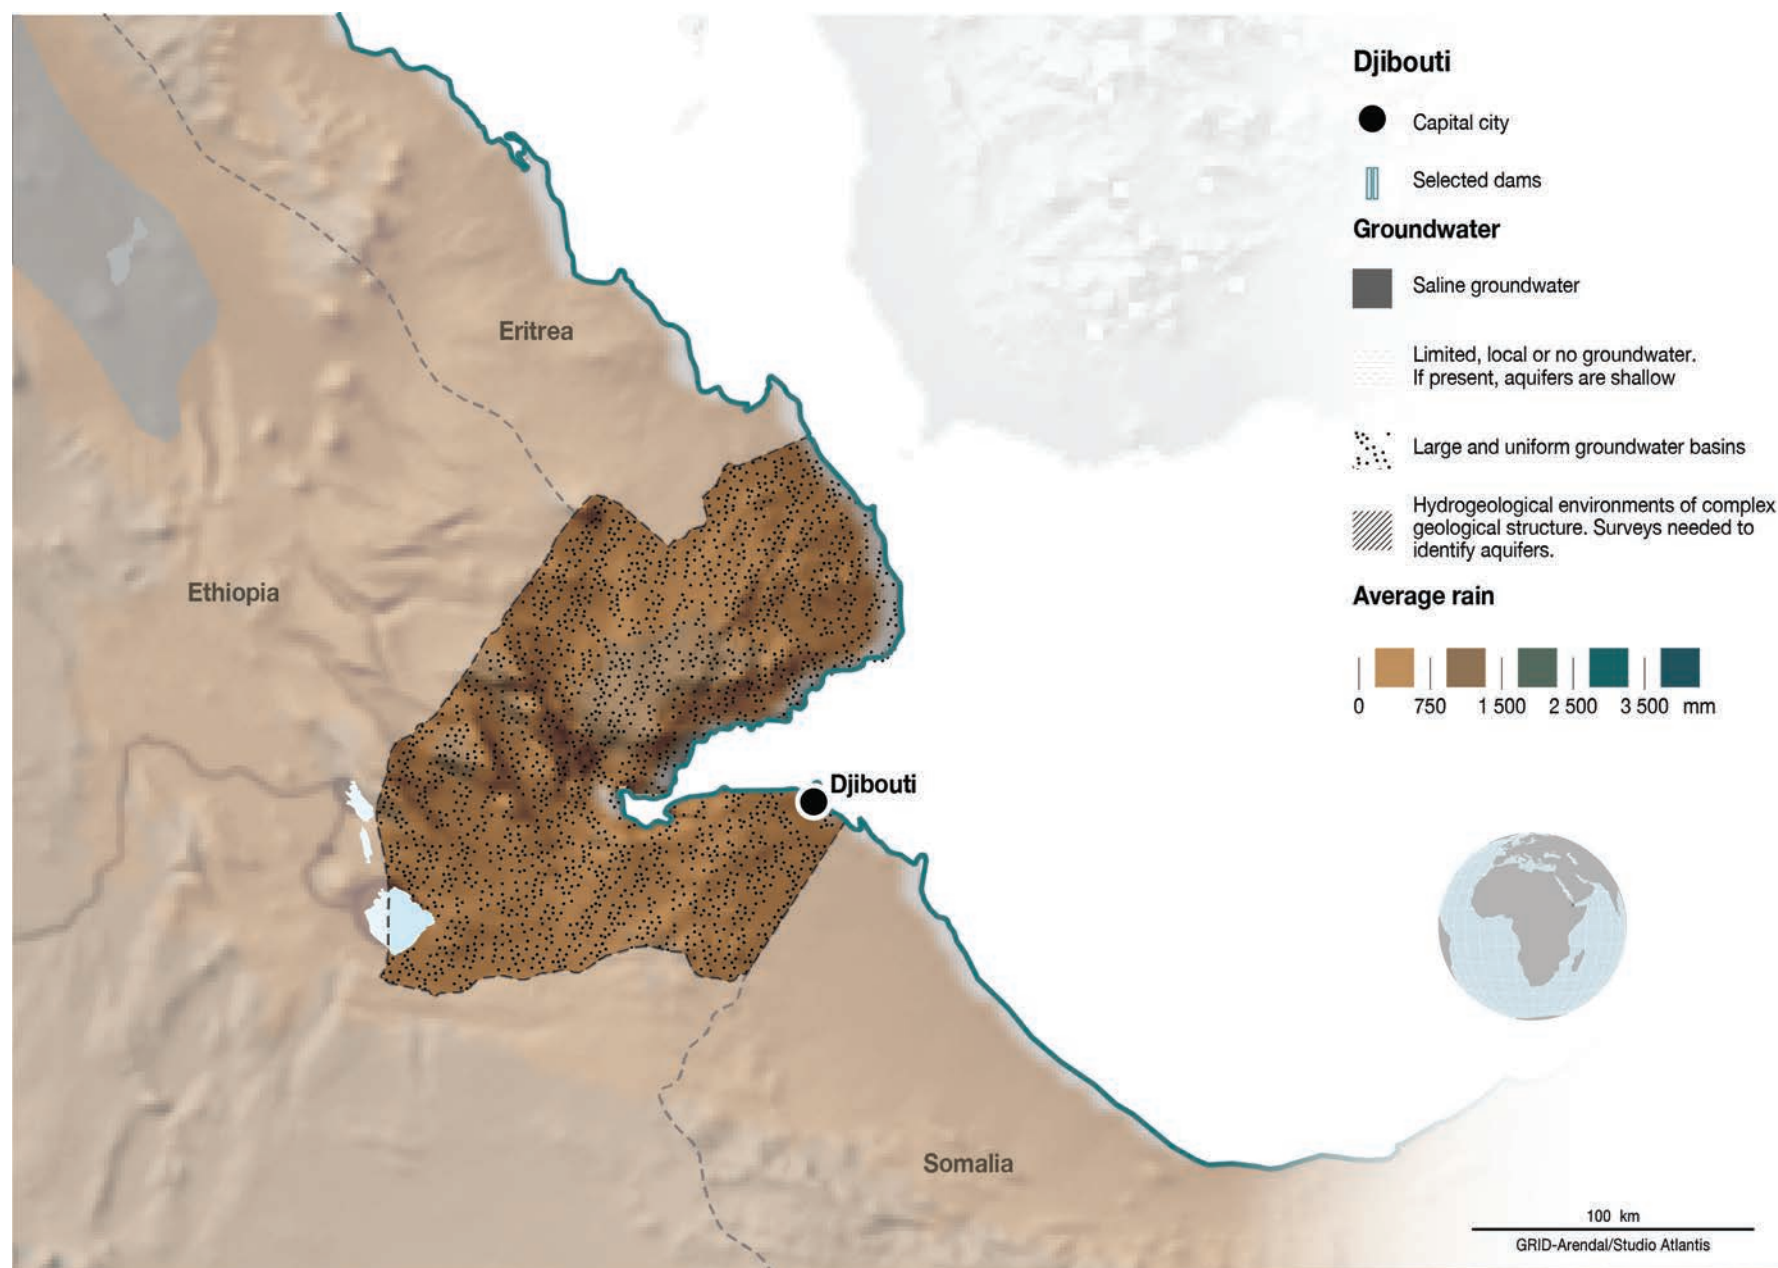 Djibouti
Capital city
Selected dams
Groundwater
Saline groundwater
Limited, local or no groundwater.
If present, aquifers are shallow
Large and uniform groundwater basins
Hydrogeological environments of complex
geological structure. Surveys needed to
identify aquifers.
Average rain
0 750 1 500 2 500 3 500 mm
Eritrea
Ethiopia
Djibouti
Somalia
100 km
GRID-Arendal/Studio Atlantis